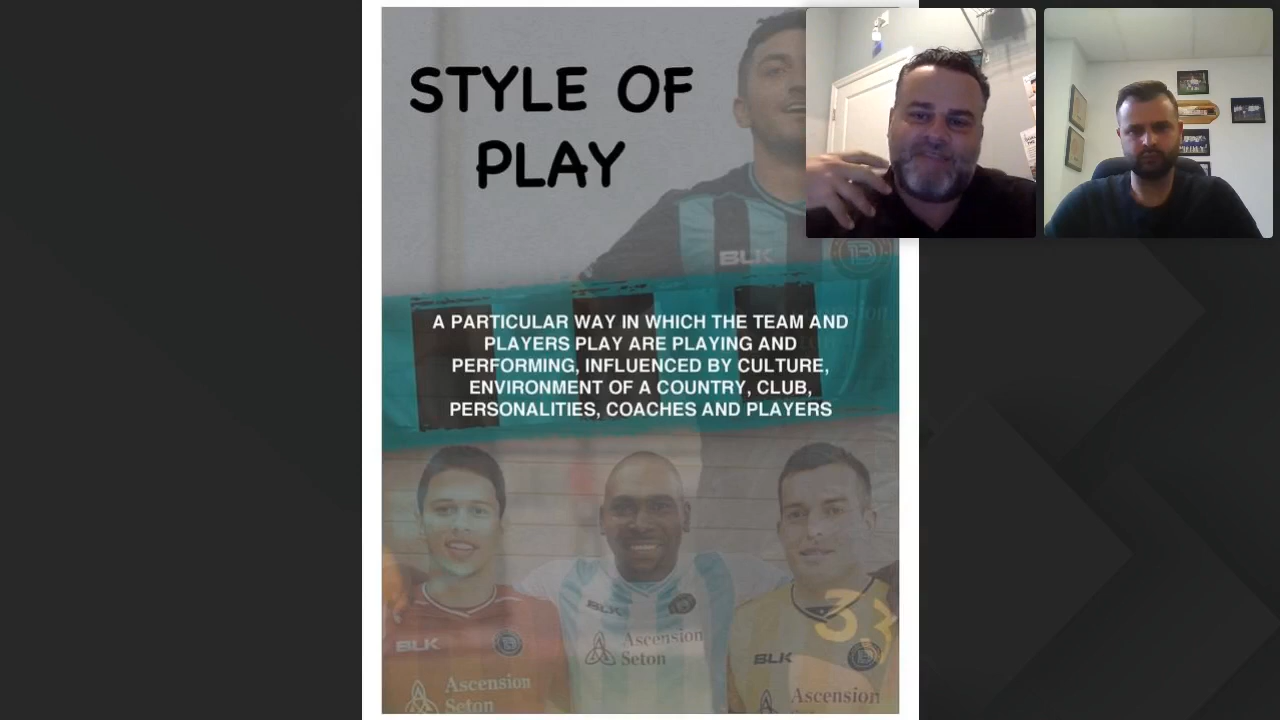 STYLE OF
PLAY
BLK
A PARTICULAR WAY IN WHICH THE TEAM AND
PLAYERS PLAY ARE PLAYING AND
PERFORMING, INFLUENCED BY CULTURE,
ENVIRONMENT OF A COUNTRY, CLUB,
PERSONALITIES, COACHES AND PLAYERS
BLK
BLK
BLK
Ascension
Seton
Ascension
Seton
Ascension